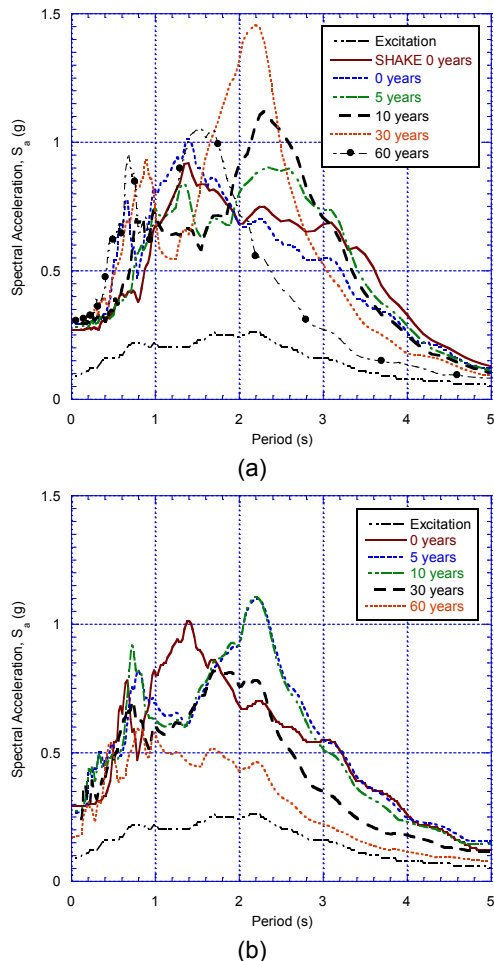 1.5
1
0.5
0
Spectral Acceleration, Sa (g)
Excitation
SHAKE 0 years
0 years
5 years
10 years
30 years
60 years
0 1 2 3 4 5
Period (s)
(a)
1.5
1
0.5
0
Spectral Acceleration, Sa (g)
Excitation
0 years
5 years
10 years
30 years
60 years
0 1 2 3 4 5
Period (s)
(b)